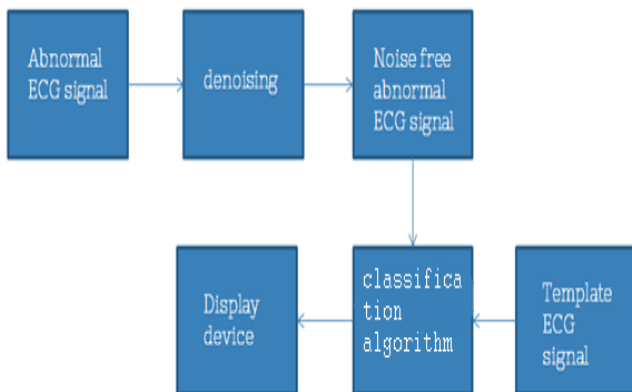 Abnormal
ECG signal
denoising
Noise free
abnormal
ECG signal
Display
device
classifica
tion
algorithm
Template
ECG
signal